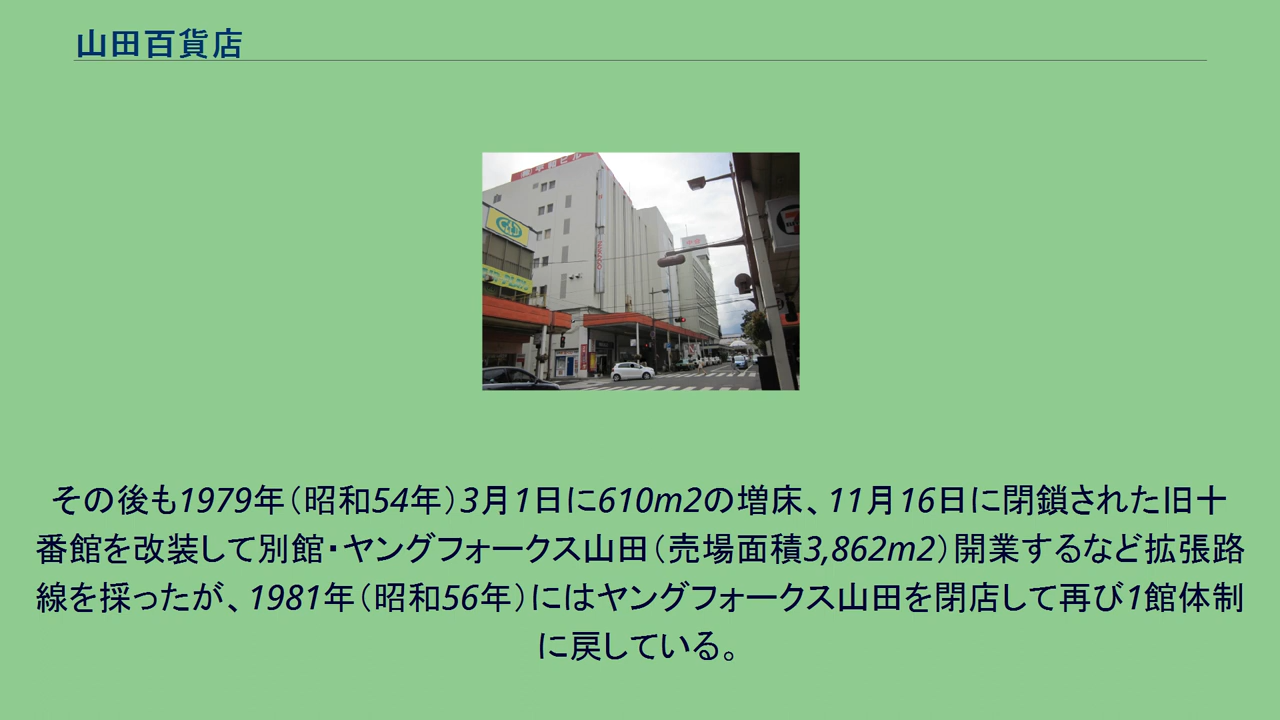 山田百貨店
その後も1979年（昭和54年）3月1日に610m2の増床、11月16日に閉鎖された旧十
番館を改装して別館・ヤングフォークス山田（売場面積3,862m2）開業するなど拡張路
線を採ったが、1981年（昭和56年）にはヤングフォークス山田を閉店して再び1館体制
に戻している。